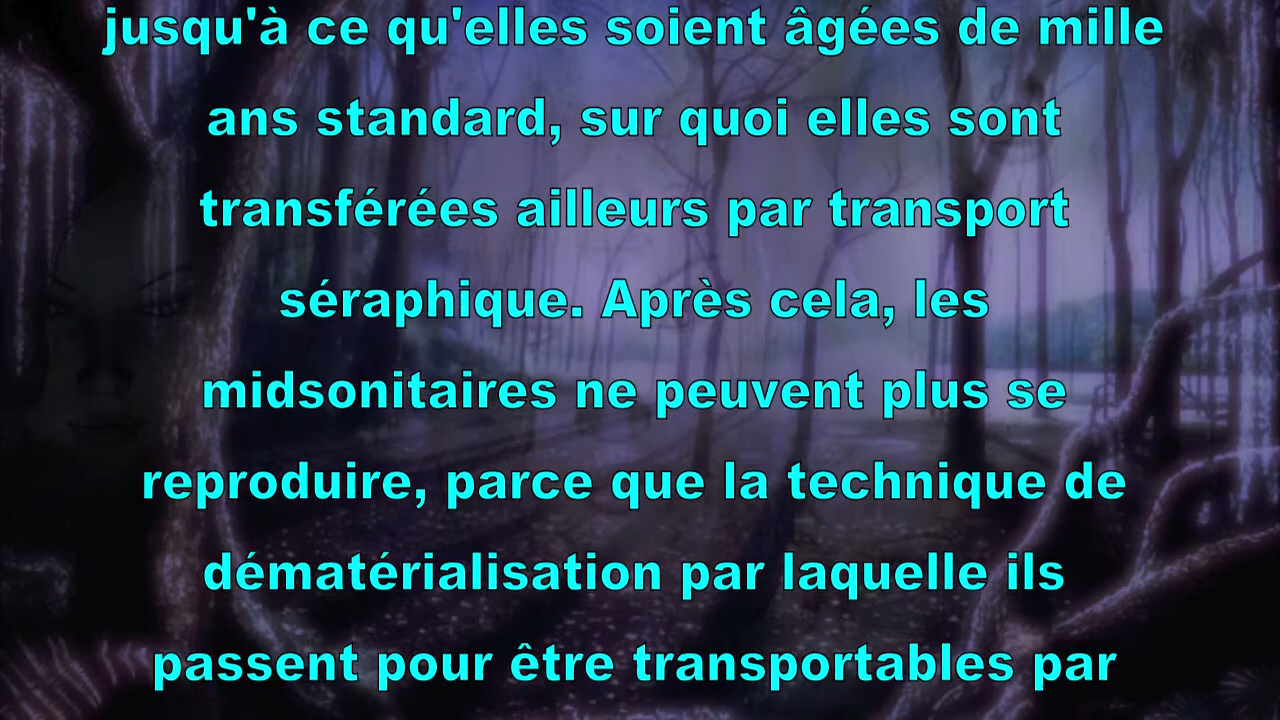 jusqu'à ce qu'elles soient âgées de mille
ans standard, sur quoi elles sont
transférées ailleurs par transport
séraphique. Après cela, les
midsonitaires ne peuvent plus se
reproduire, parce que la technique de
dématérialisation par laquelle ils
passent pour être transportables par